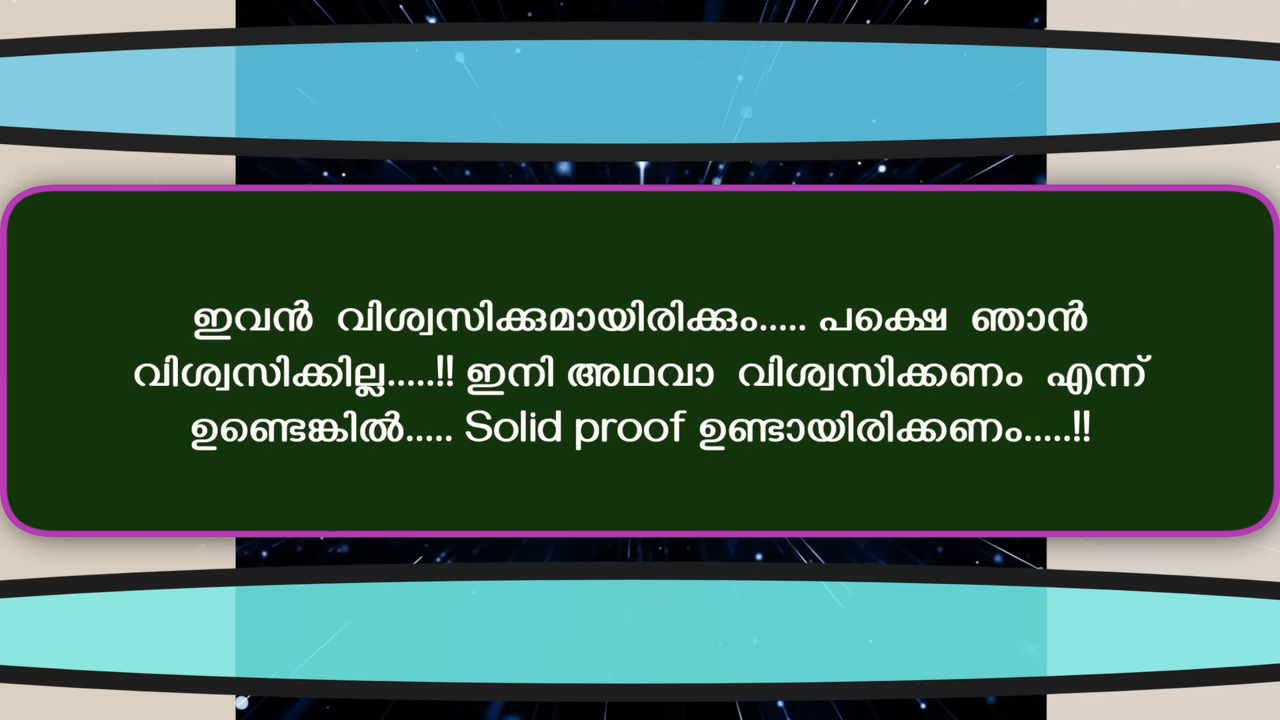 ഇവൻ വിശ്വസിക്കുമായിരിക്കും..... പക്ഷെ ഞാൻ
വിശ്വസിക്കില്ല.....!! ഇനി അഥവാ വിശ്വസിക്കണം എന്ന്
ഉണ്ടെങ്കിൽ..... Solid proof ഉണ്ടായിരിക്കണം.....!!